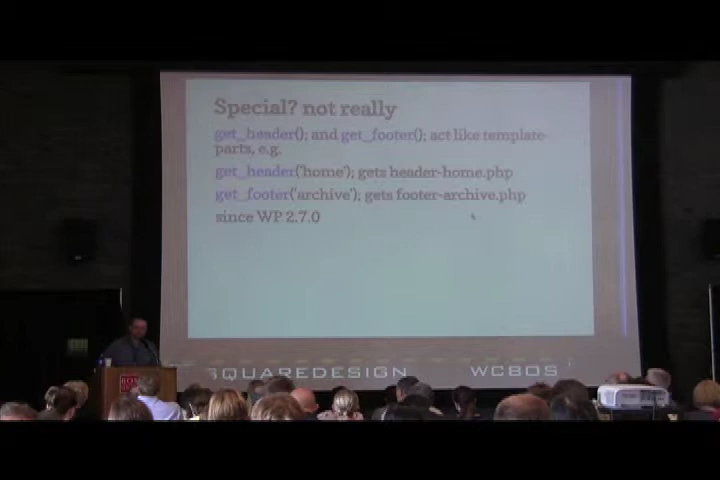 Special? not really
get_header(); and get_footer(); act like template-
parts, e.g.
get_header('home'); gets header-home.php
get_footer('archive'); gets footer-archive.php
since WP 2.7.0
SQUAREDESIGN WCBOS
BOS